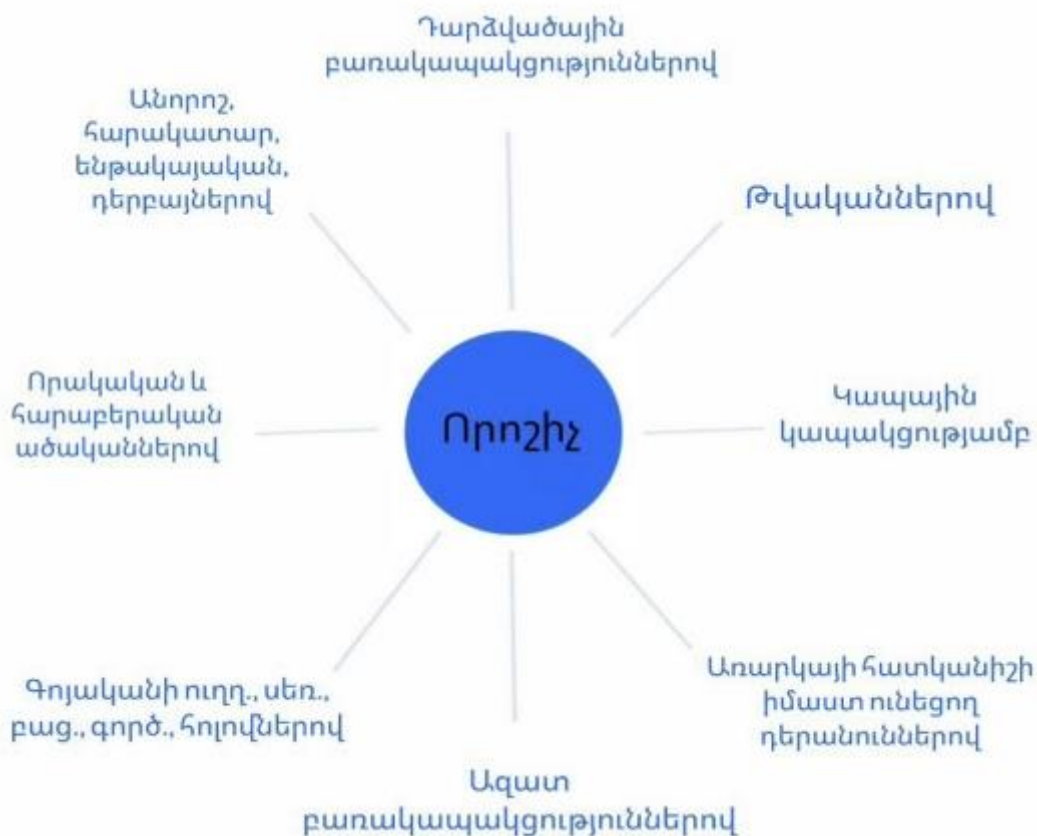 Դարձվածային
բառակապակցություններով
Անորոշ,
հարակատար,
ենթակայական,
դերբայներով
Թվականներով
Որակական և
հարաբերական
ածականներով
Որոշիչ
Կապային
կապակցությամբ
Գոյականի ուղղ., սեռ.,
բաց., գործ., հոլովներով
Առարկայի հատկանիշի
իմաստ ունեցող
դերանուններով
Ազատ
բառակապակցություններով